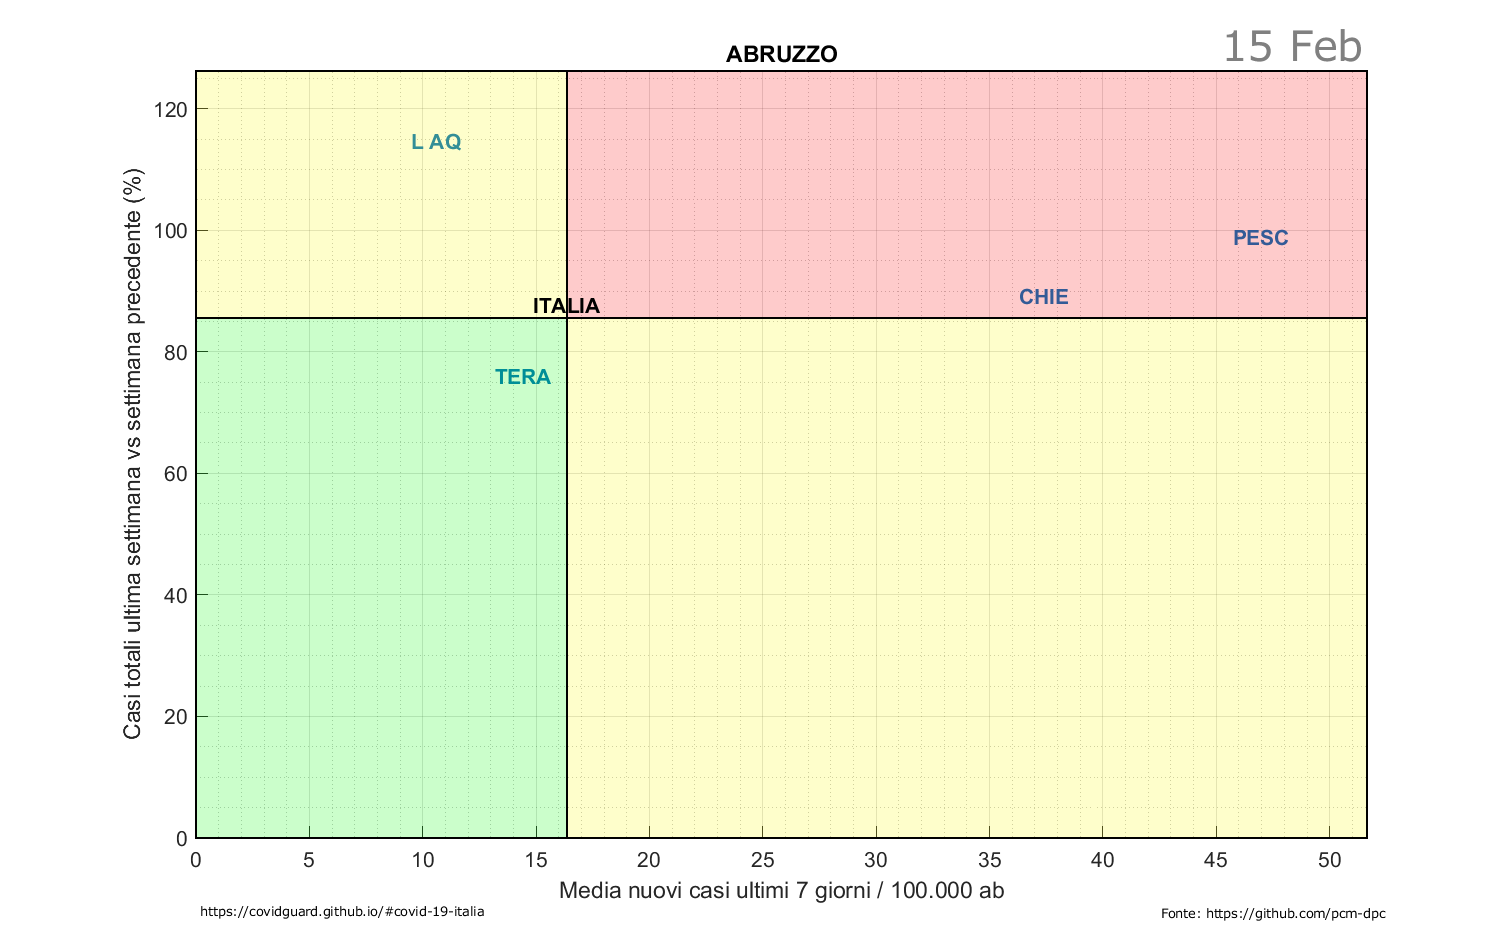 15 Feb
ABRUZZO
Casi totali ultima settimana vs settimana precedente (%)
120
100
80
60
40
20
0
L AQ
PESC
CHIE
ITALIA
TERA
0 5 10 15 20 25 30 35 40 45 50
Media nuovi casi ultimi 7 giorni / 100.000 ab
https://covidguard.github.io/#covid-19-italia
Fonte: https://github.com/pcm-dpc